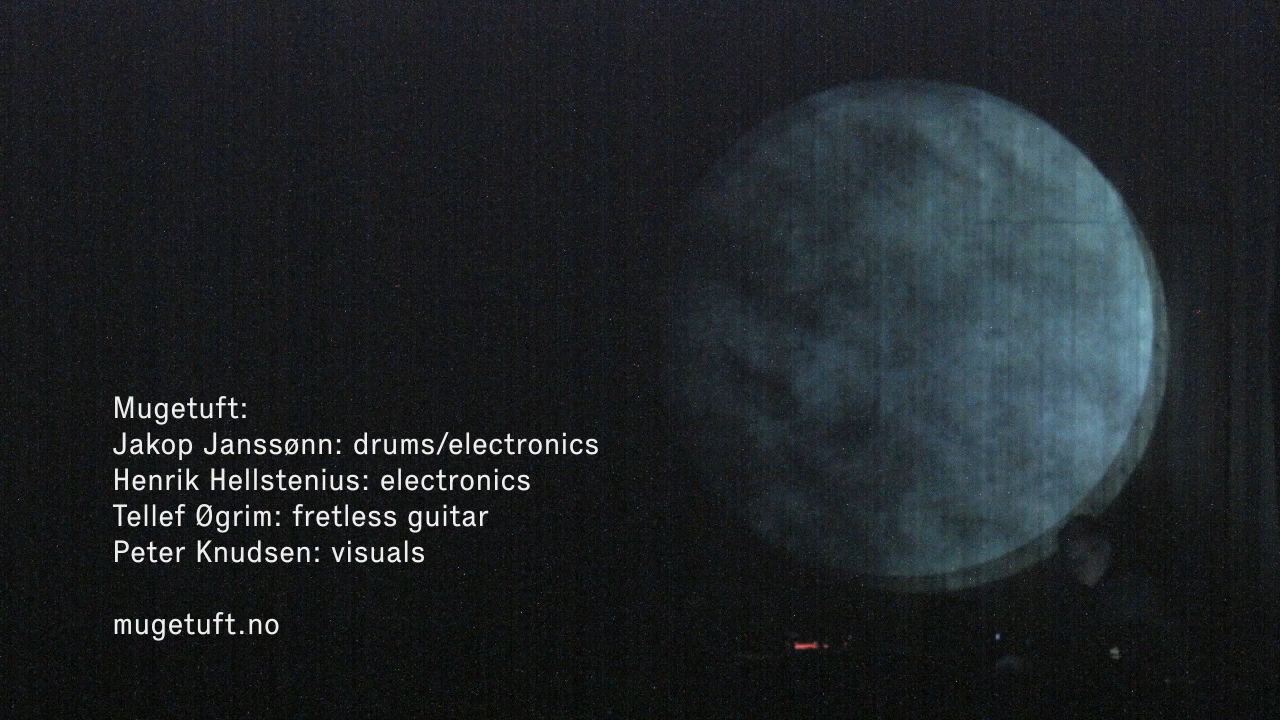 Mugetuft:
Jakop Janssønn: drums/electronics
Henrik Hellstenius: electronics
Tellef Øgrim: fretless guitar
Peter Knudsen: visuals
mugetuft.no